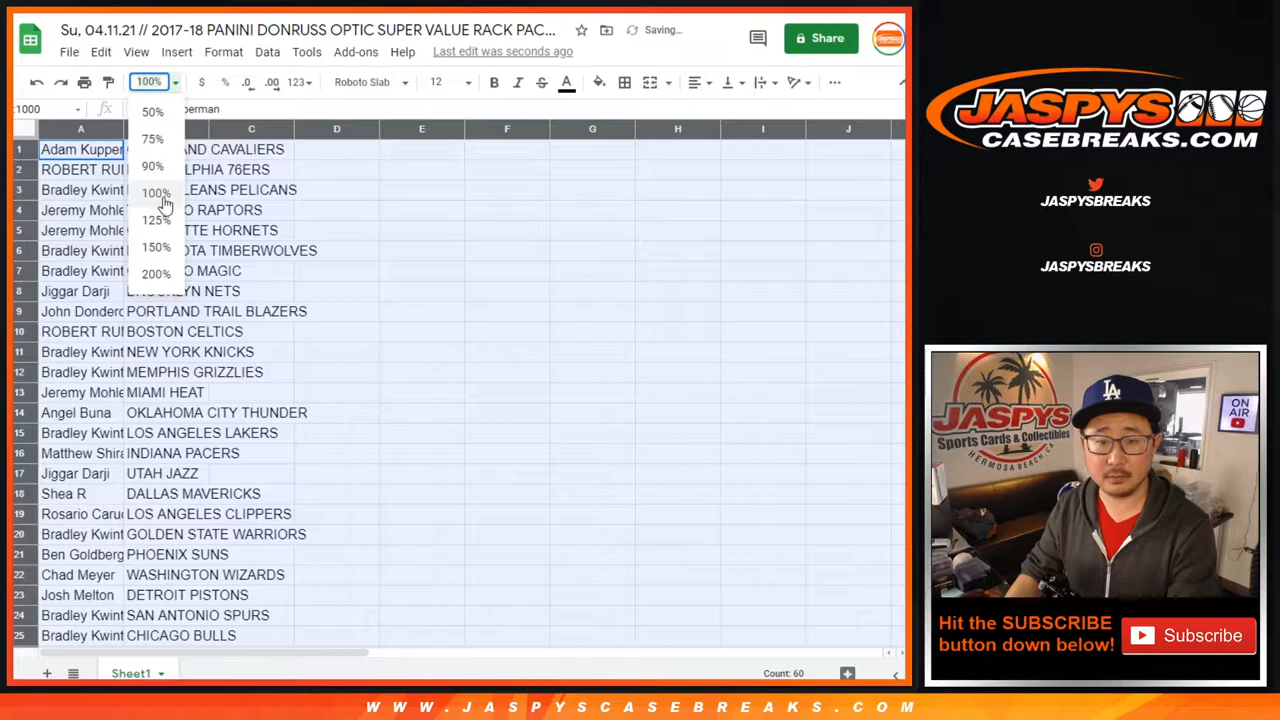 Su, 04.11.21 // 2017-18 PANINI DONRUSS OPTIC SUPER VALUE RACK PAC...
Saving...
File Edit View Insert Format Data Tools Add-ons Help Last edit was seconds ago
Share
100% $ % .0 .00 123 Roboto Slab 12 B I S A
:1000 fx perman
50%
75%
90%
100%
125%
150%
200%
A C D E F G H I J
1 Adam Kupper AND CAVALIERS
2 ROBERT RUN LPHIA 76ERS
3 Bradley Kwint LEANS PELICANS
4 Jeremy Mohle O RAPTORS
5 Jeremy Mohle TTE HORNETS
6 Bradley Kwint OTA TIMBERWOLVES
7 Bradley Kwint O MAGIC
8 Jiggar Darji BROOKLYN NETS
9 John Donderc PORTLAND TRAIL BLAZERS
10 ROBERT RUN BOSTON CELTICS
11 Bradley Kwint NEW YORK KNICKS
12 Bradley Kwint MEMPHIS GRIZZLIES
13 Jeremy Mohle MIAMI HEAT
14 Angel Buna OKLAHOMA CITY THUNDER
15 Bradley Kwint LOS ANGELES LAKERS
16 Matthew Shira INDIANA PACERS
17 Jiggar Darji UTAH JAZZ
18 Shea R DALLAS MAVERICKS
19 Rosario Caruc LOS ANGELES CLIPPERS
20 Bradley Kwint GOLDEN STATE WARRIORS
21 Ben Goldberg PHOENIX SUNS
22 Chad Meyer WASHINGTON WIZARDS
23 Josh Melton DETROIT PISTONS
24 Bradley Kwint SAN ANTONIO SPURS
25 Bradley Kwint CHICAGO BULLS
Sheet1
Count: 60
JASPYS
CASEBREAKS.COM
JASPYSBREAKS
JASPYSBREAKS
JASPYS
Sports Cards & Collectibles
HERMOSA BEACH, CA
LA
ON AIR
Hit the SUBSCRIBE
button down below!
Subscribe
WWW.JASPYSCASEBREAKS.COM